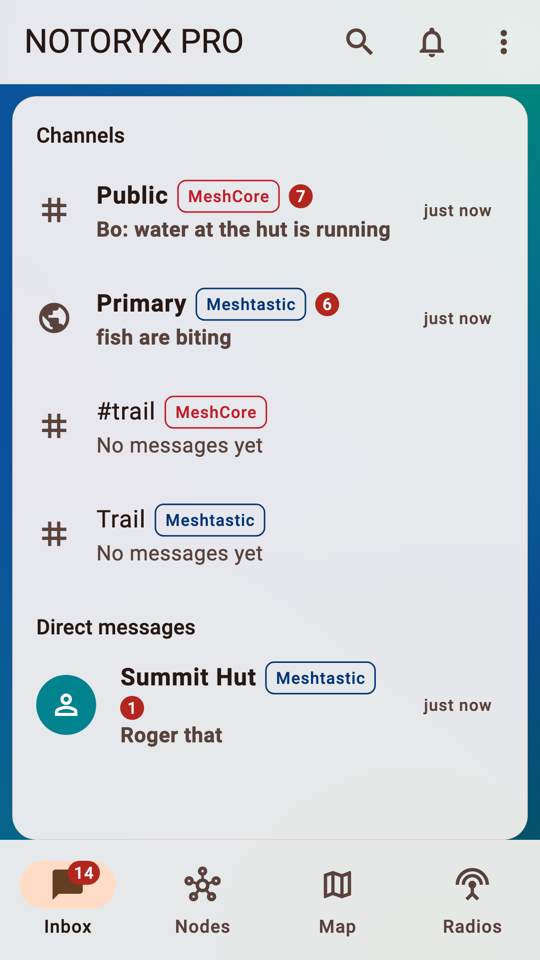 NOTORYX PRO
Channels
Public MeshCore 7
just now
Bo: water at the hut is running
Primary Meshtastic 6
just now
fish are biting
#trail MeshCore
No messages yet
Trail Meshtastic
No messages yet
Direct messages
Summit Hut Meshtastic
1
just now
Roger that
14
Inbox Nodes Map Radios